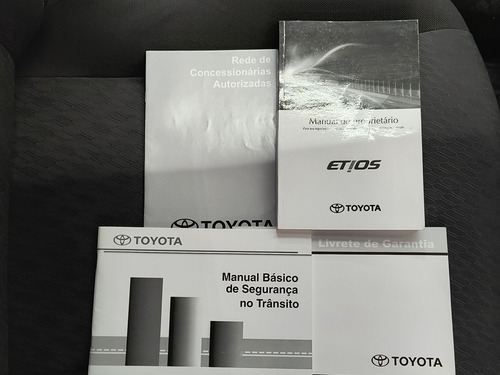 Rede de
Concessionárias
Autorizadas
TOYOTA
Manual do proprietário
ETIOS
TOYOTA
TOYOTA
Manual Básico
de Segurança
no Trânsito
Livrete de Garantia
TOYOTA